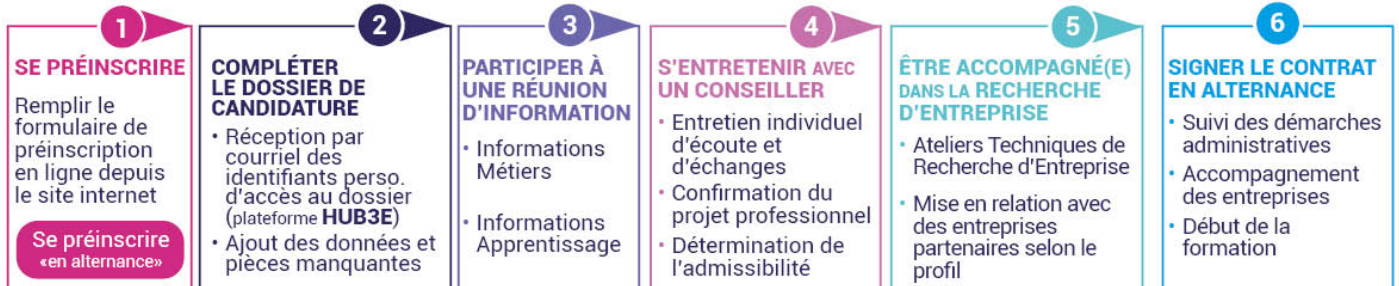 1
SE PRÉINSCRIRE
Remplir le
formulaire de
préinscription
en ligne depuis
le site internet
Se préinscrire
«en alternance»
2
COMPLÉTER
LE DOSSIER DE
CANDIDATURE
• Réception par
courriel des
identifiants perso.
d'accès au dossier
(plateforme HUB3E)
• Ajout des données et
pièces manquantes
3
PARTICIPER À
UNE RÉUNION
D'INFORMATION
• Informations
Métiers
• Informations
Apprentissage
4
S'ENTRETENIR AVEC
UN CONSEILLER
• Entretien individuel
d'écoute et
d'échanges
• Confirmation du
projet professionnel
• Détermination de
l'admissibilité
5
ÊTRE ACCOMPAGNÉ(E)
DANS LA RECHERCHE
D'ENTREPRISE
• Ateliers Techniques de
Recherche d'Entreprise
• Mise en relation avec
des entreprises
partenaires selon le
profil
6
SIGNER LE CONTRAT
EN ALTERNANCE
• Suivi des démarches
administratives
• Accompagnement
des entreprises
• Début de la
formation